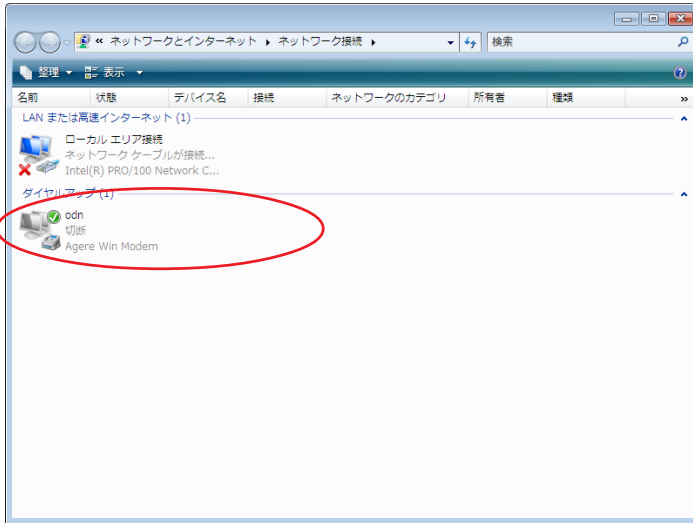 « ネットワークとインターネット ▸ ネットワーク接続 ▸ 検索
整理 ▼ 表示 ▼
名前 状態 デバイス名 接続 ネットワークのカテゴリ 所有者 種類 »
LAN または高速インターネット (1)
ローカル エリア接続
ネットワーク ケーブルが接続...
Intel(R) PRO/100 Network C...
ダイヤルアップ (1)
odn
切断
Agere Win Modem